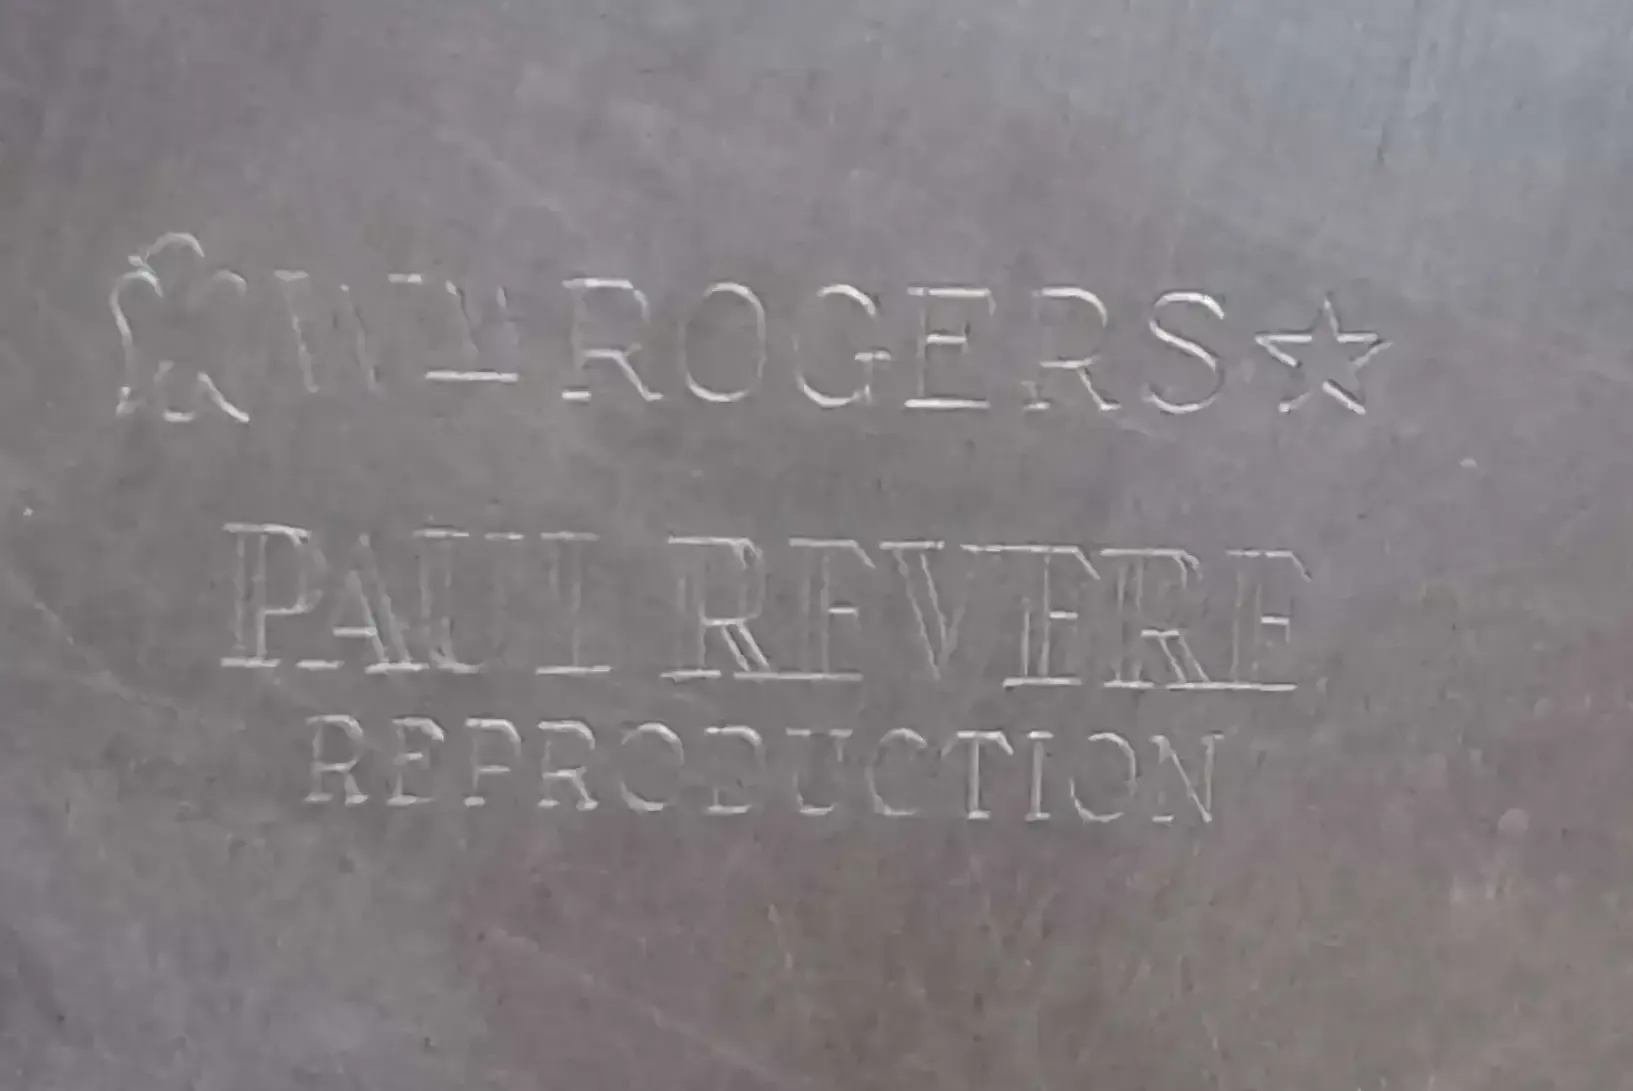 Wᴹ ROGERS
PAUL REVERE
REPRODUCTION